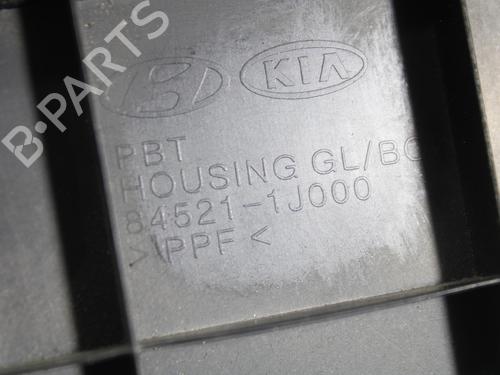 B-PARTS
KIA
PBT
HOUSING GL/BO
84521-1J000
>PPF<